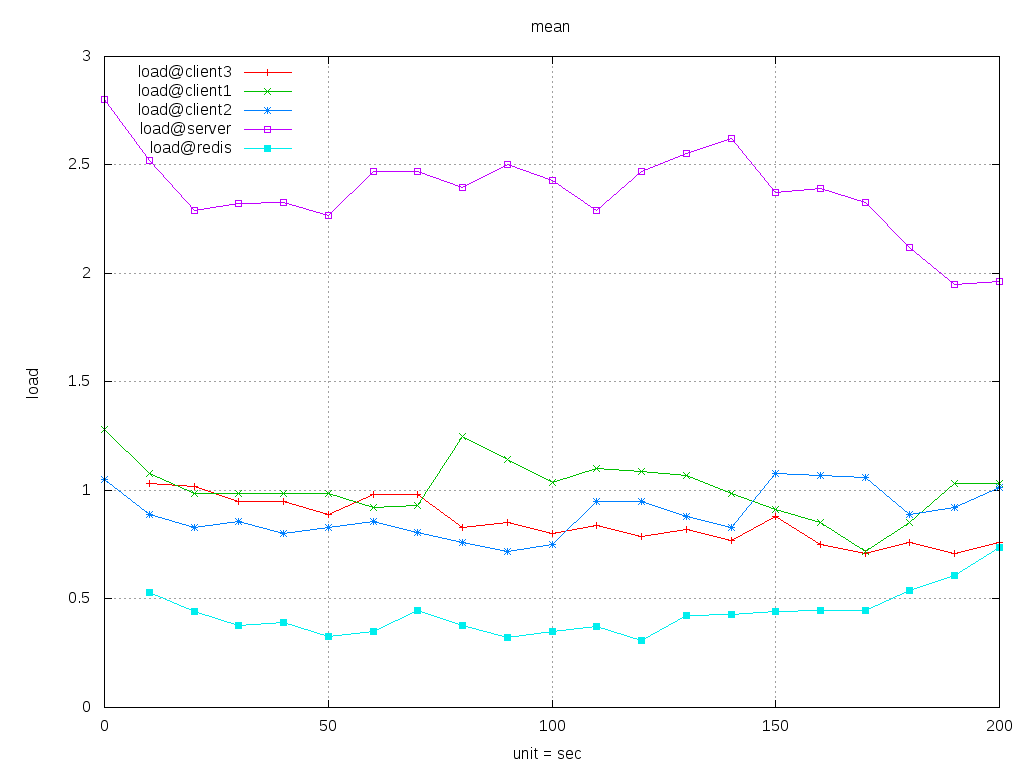 mean
3
load@client3
load@client1
load@client2
load@server
load@redis
2.5
2
1.5
load
1
0.5
0
0 50 100 150 200
unit = sec